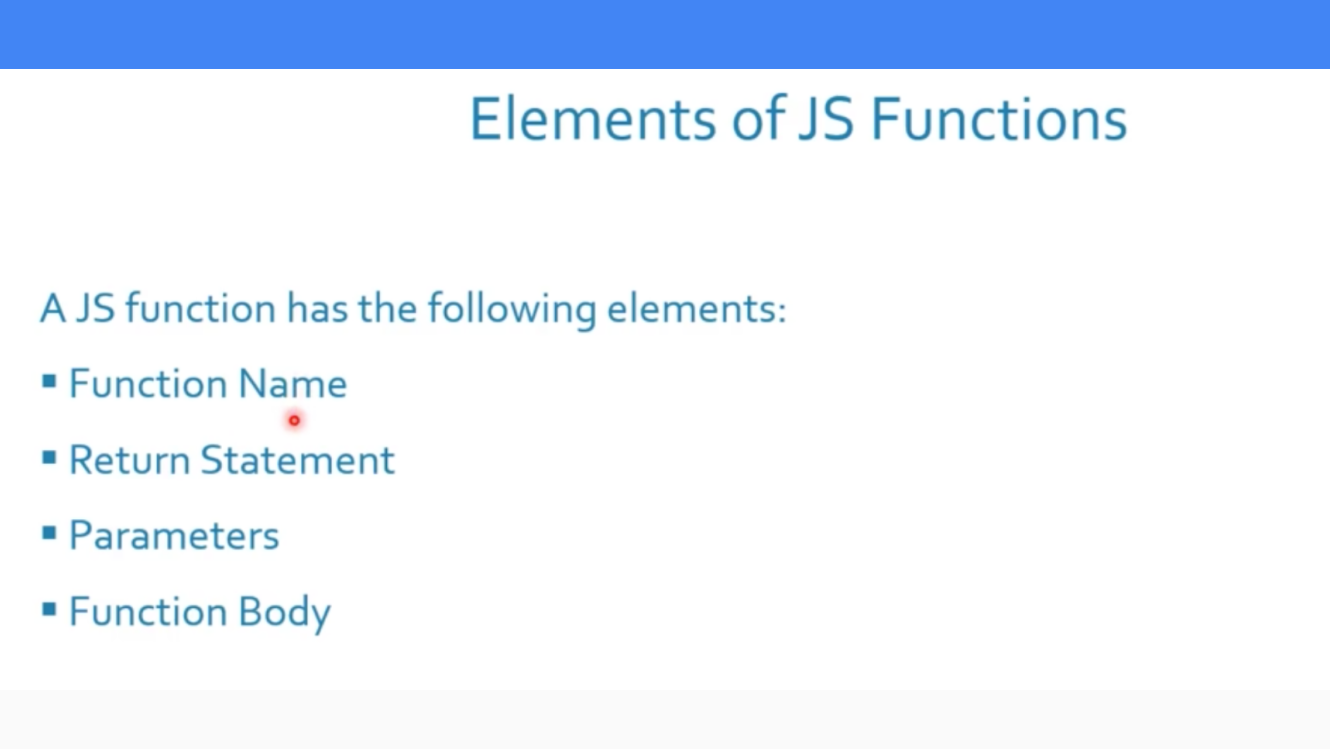 Elements of JS Functions
A JS function has the following elements:
▪ Function Name
▪ Return Statement
▪ Parameters
▪ Function Body